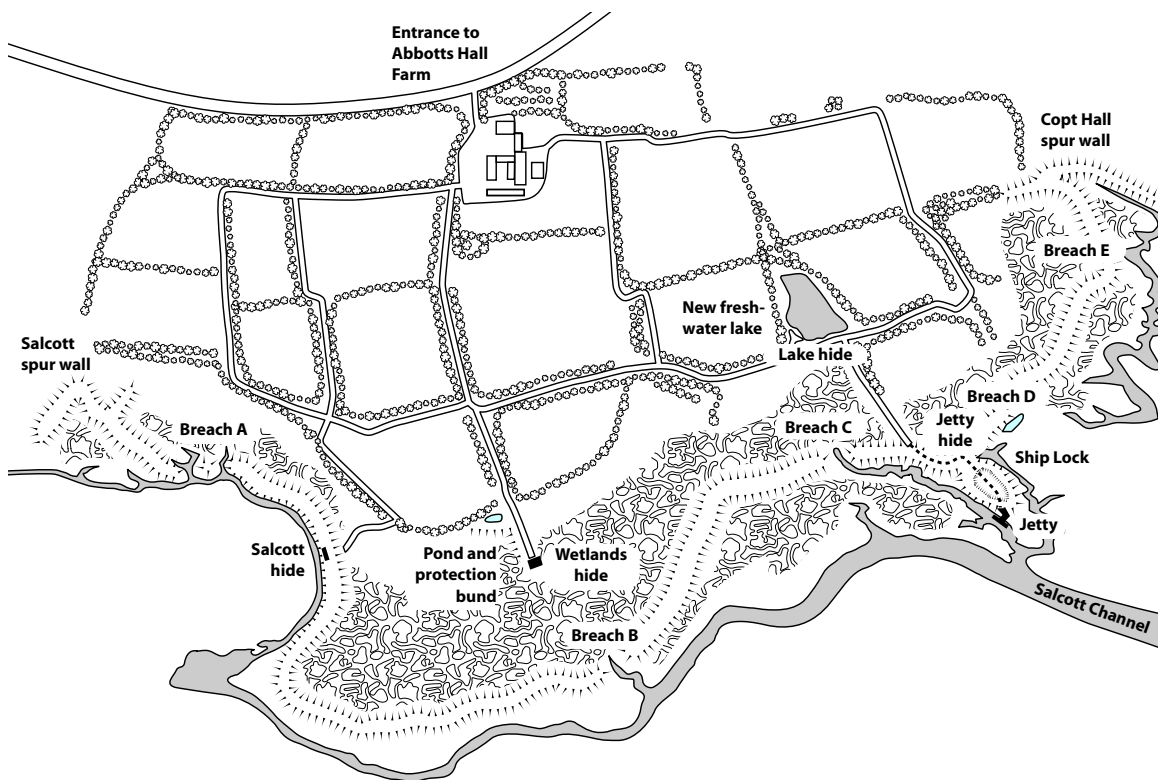 Entrance to
Abbotts Hall
Farm
Copt Hall
spur wall
Breach E
New fresh-
water lake
Salcott
spur wall
Lake hide
Breach D
Breach A
Breach C
Jetty
hide
Ship Lock
Jetty
Salcott
hide
Pond and
protection
bund
Wetlands
hide
Salcott Channel
Breach B